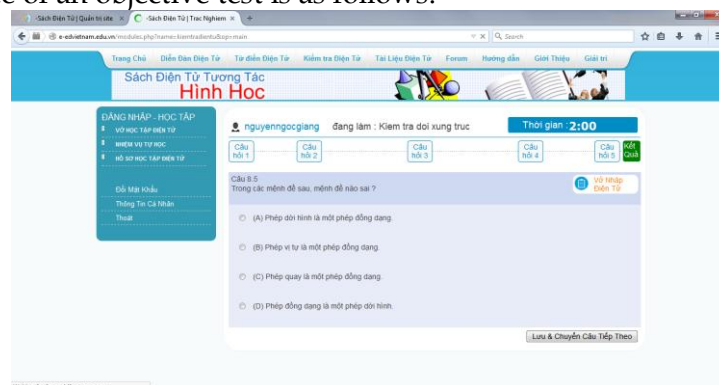 e of an objective test is as follows:
-Sách Điện Tử | Quản trị site
-Sách Điện Tử | Trac Nghiem
e-edvietnam.edu.vn/modules.php?name=kiemtradientu&op=main
Search
Trang Chủ Diễn Đàn Điện Tử Từ điển Điện Tử Kiểm tra Điện Tử Tài Liệu Điện Tử Forum Hướng dẫn Giới Thiệu Giải trí
Sách Điện Tử Tương Tác
Hình Học
ĐĂNG NHẬP - HỌC TẬP
VỞ HỌC TẬP ĐIỆN TỬ
NHIỆM VỤ TỰ HỌC
HỒ SƠ HỌC TẬP ĐIỆN TỬ
Đổi Mật Khẩu
Thông Tin Cá Nhân
Thoát
nguyenngocgiang đang làm : Kiem tra doi xung truc
Thời gian :2:00
Câu hỏi 1
Câu hỏi 2
Câu hỏi 3
Câu hỏi 4
Câu hỏi 5
Kết Quả
Câu 8.5
Trong các mệnh đề sau, mệnh đề nào sai ?
Vở Nháp
Điện Tử
(A) Phép dời hình là một phép đồng dạng.
(B) Phép vị tự là một phép đồng dạng.
(C) Phép quay là một phép đồng dạng.
(D) Phép đồng dạng là một phép dời hình.
Lưu & Chuyển Câu Tiếp Theo